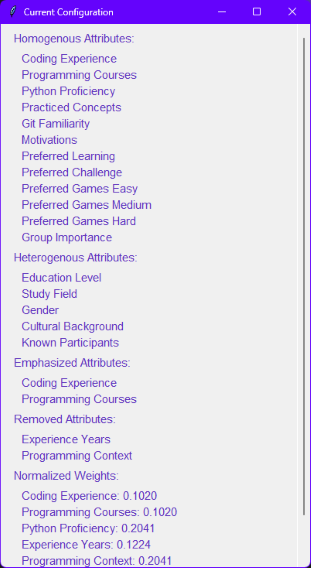 Current Configuration
Homogenous Attributes:
Coding Experience
Programming Courses
Python Proficiency
Practiced Concepts
Git Familiarity
Motivations
Preferred Learning
Preferred Challenge
Preferred Games Easy
Preferred Games Medium
Preferred Games Hard
Group Importance
Heterogenous Attributes:
Education Level
Study Field
Gender
Cultural Background
Known Participants
Emphasized Attributes:
Coding Experience
Programming Courses
Removed Attributes:
Experience Years
Programming Context
Normalized Weights:
Coding Experience: 0.1020
Programming Courses: 0.1020
Python Proficiency: 0.2041
Experience Years: 0.1224
Programming Context: 0.2041